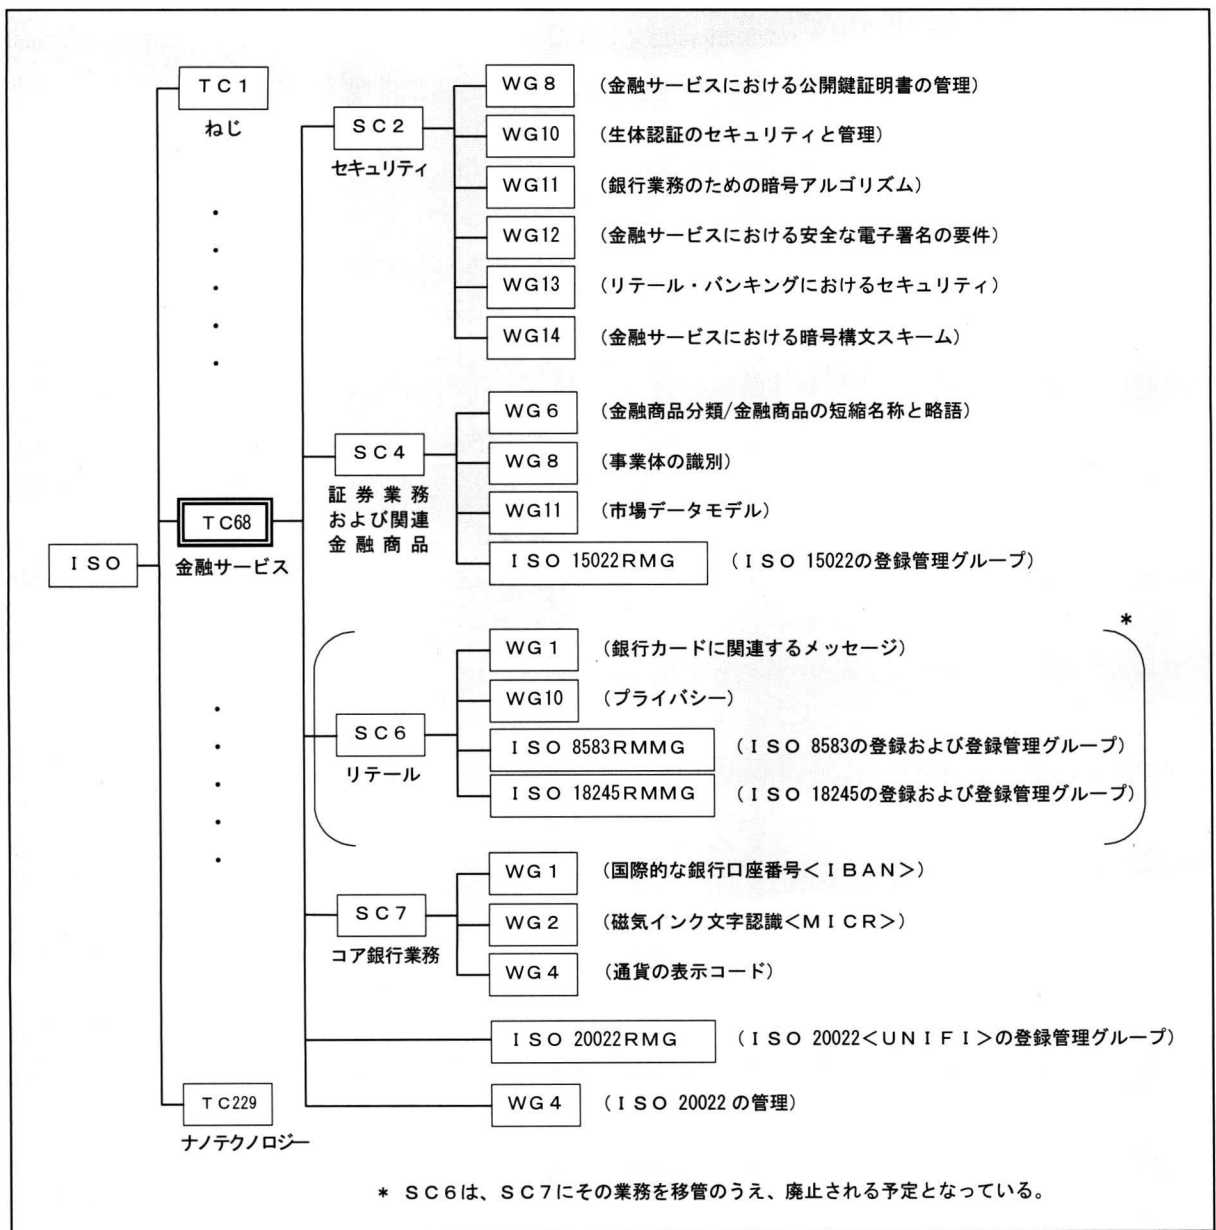 TC1
ねじ
SC2
セキュリティ
WG8 (金融サービスにおける公開鍵証明書の管理)
WG10 (生体認証のセキュリティと管理)
WG11 (銀行業務のための暗号アルゴリズム)
WG12 (金融サービスにおける安全な電子署名の要件)
WG13 (リテール・バンキングにおけるセキュリティ)
WG14 (金融サービスにおける暗号構文スキーム)
SC4
証券業務
および関連
金融商品
WG6 (金融商品分類/金融商品の短縮名称と略語)
WG8 (事業体の識別)
WG11 (市場データモデル)
ISO 15022RMG (ISO 15022の登録管理グループ)
ISO
TC68
金融サービス
*
SC6
リテール
WG1 (銀行カードに関連するメッセージ)
WG10 (プライバシー)
ISO 8583RMMG (ISO 8583の登録および登録管理グループ)
ISO 18245RMMG (ISO 18245の登録および登録管理グループ)
SC7
コア銀行業務
WG1 (国際的な銀行口座番号<IBAN>)
WG2 (磁気インク文字認識<MICR>)
WG4 (通貨の表示コード)
ISO 20022RMG (ISO 20022<UNIFI>の登録管理グループ)
WG4 (ISO 20022の管理)
TC229
ナノテクノロジー
* SC6は、SC7にその業務を移管のうえ、廃止される予定となっている。